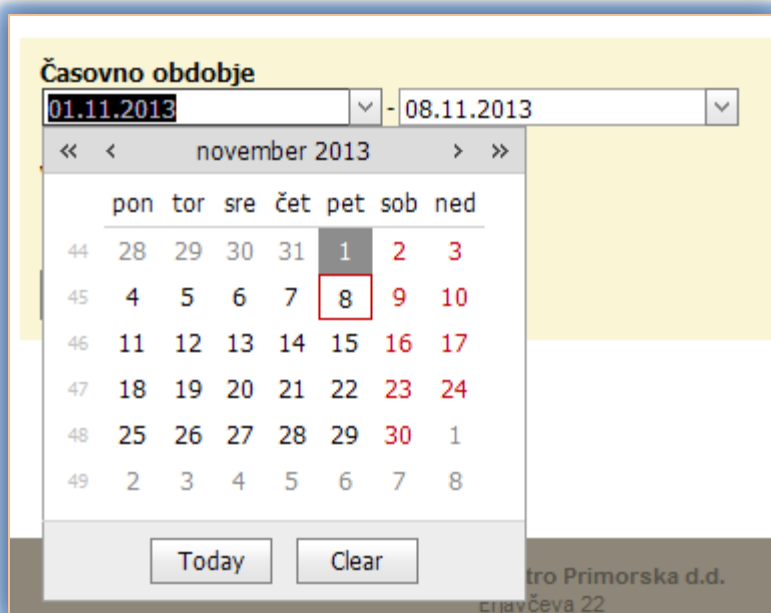 Časovno obdobje
01.11.2013 - 08.11.2013
« ‹ november 2013 › »
pon tor sre čet pet sob ned
44 28 29 30 31 1 2 3
45 4 5 6 7 8 9 10
46 11 12 13 14 15 16 17
47 18 19 20 21 22 23 24
48 25 26 27 28 29 30 1
49 2 3 4 5 6 7 8
Today Clear
tro Primorska d.d.
Erjavčeva 22